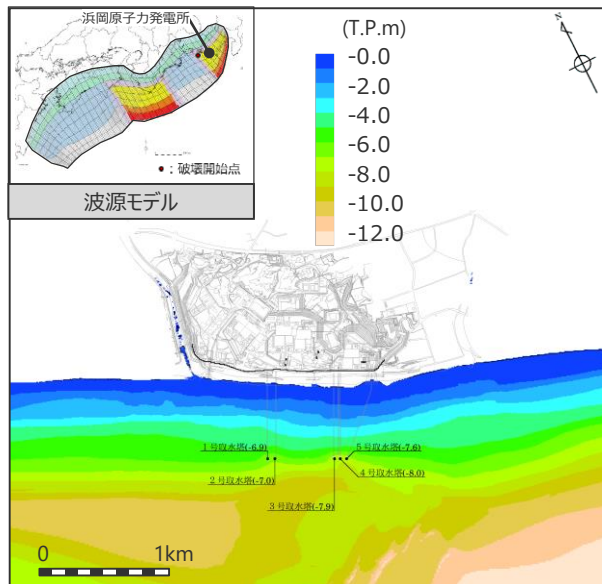 浜岡原子力発電所
●：破壊開始点
波源モデル
(T.P.m)
-0.0
-2.0
-4.0
-6.0
-8.0
-10.0
-12.0
1号取水塔(-6.9)
5号取水塔(-7.6)
2号取水塔(-7.0)
4号取水塔(-8.0)
3号取水塔(-7.9)
0 1km